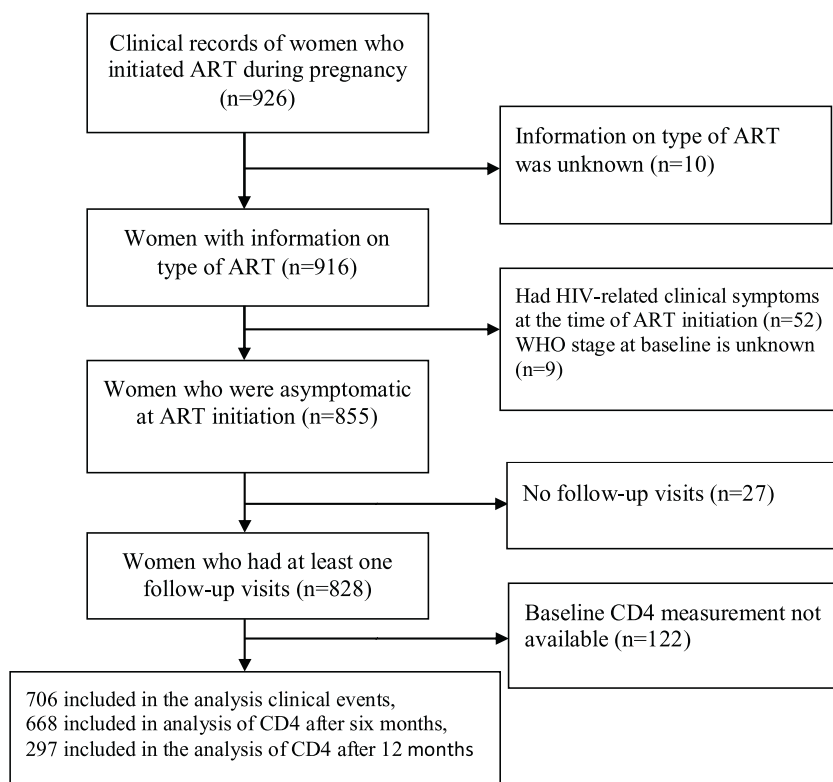 Clinical records of women who
initiated ART during pregnancy
(n=926)
Information on type of ART
was unknown (n=10)
Women with information on
type of ART (n=916)
Had HIV-related clinical symptoms
at the time of ART initiation (n=52)
WHO stage at baseline is unknown
(n=9)
Women who were asymptomatic
at ART initiation (n=855)
No follow-up visits (n=27)
Women who had at least one
follow-up visits (n=828)
Baseline CD4 measurement not
available (n=122)
706 included in the analysis clinical events,
668 included in analysis of CD4 after six months,
297 included in the analysis of CD4 after 12 months